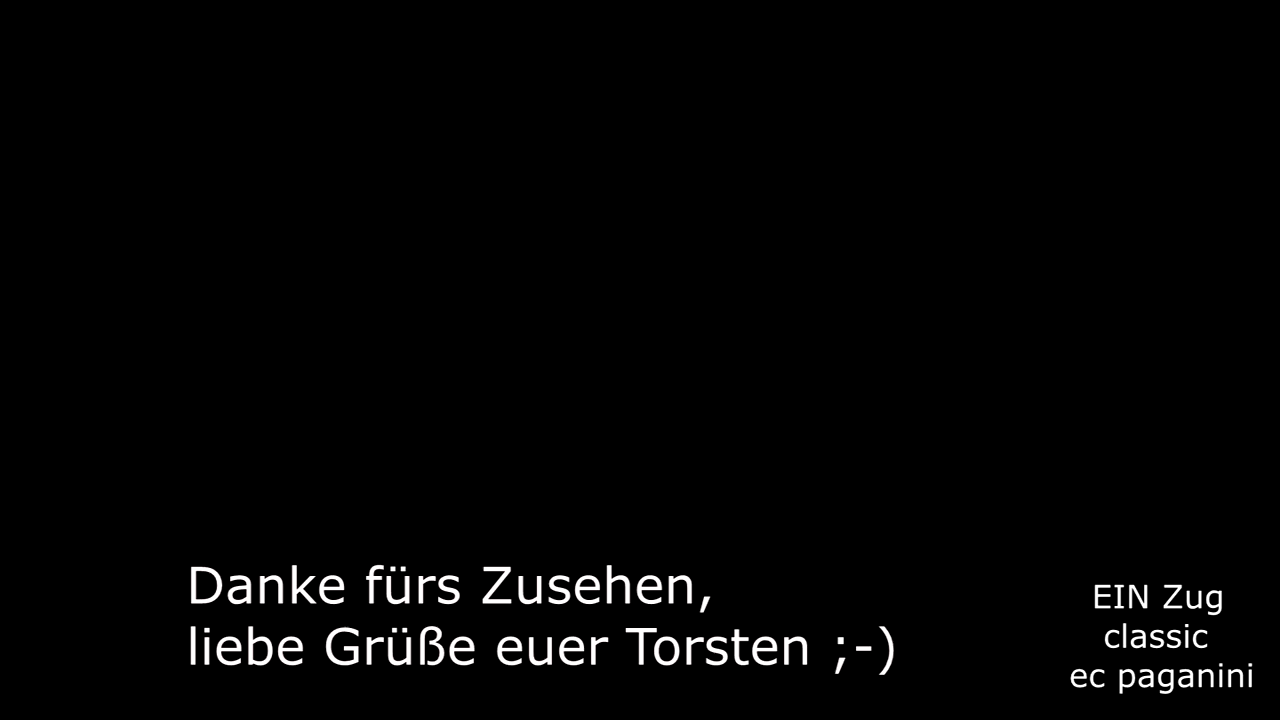 Danke fürs Zusehen,
liebe Grüße euer Torsten ;-)
EIN Zug
classic
ec paganini